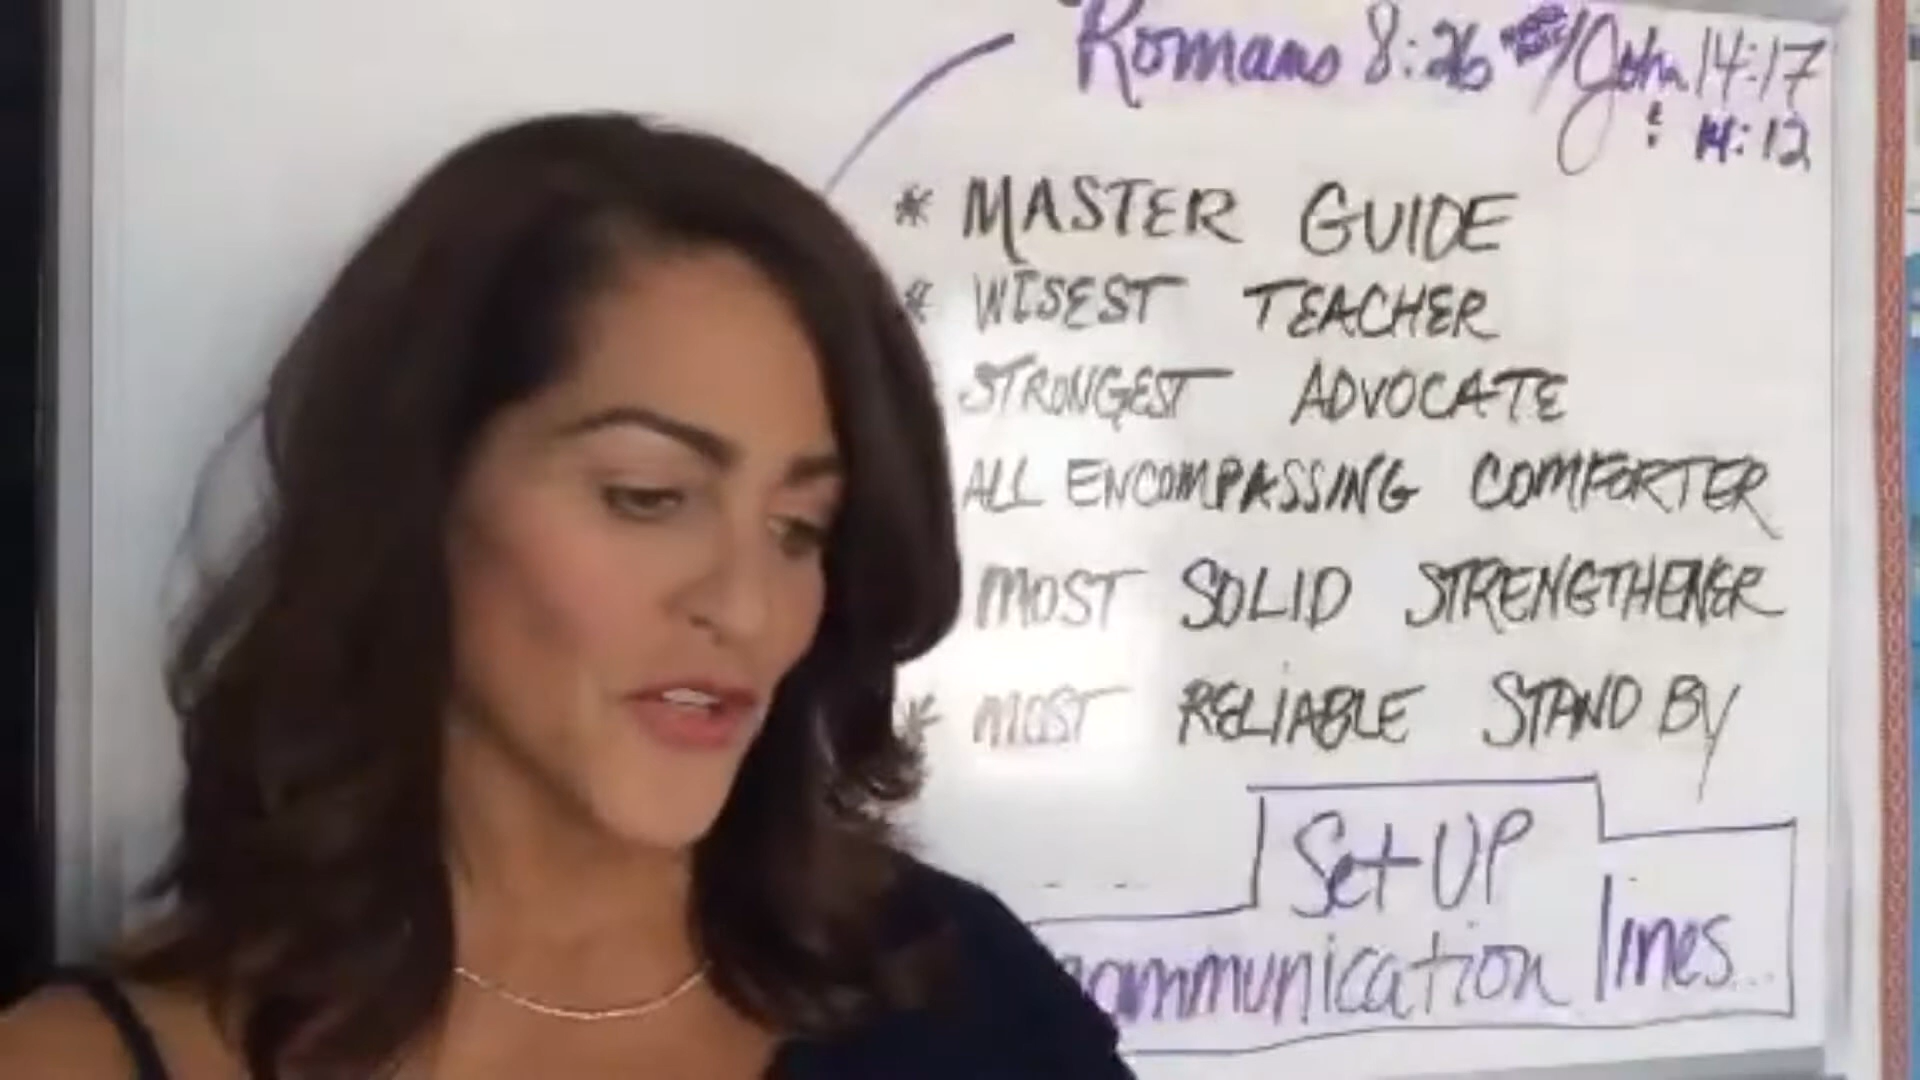 Romans 8:26 / John 14:17
& 14:12
* MASTER GUIDE
* WISEST TEACHER
STRONGEST ADVOCATE
ALL ENCOMPASSING COMFORTER
MOST SOLID STRENGTHENER
* MOST RELIABLE STAND BY
Set UP
communication lines...